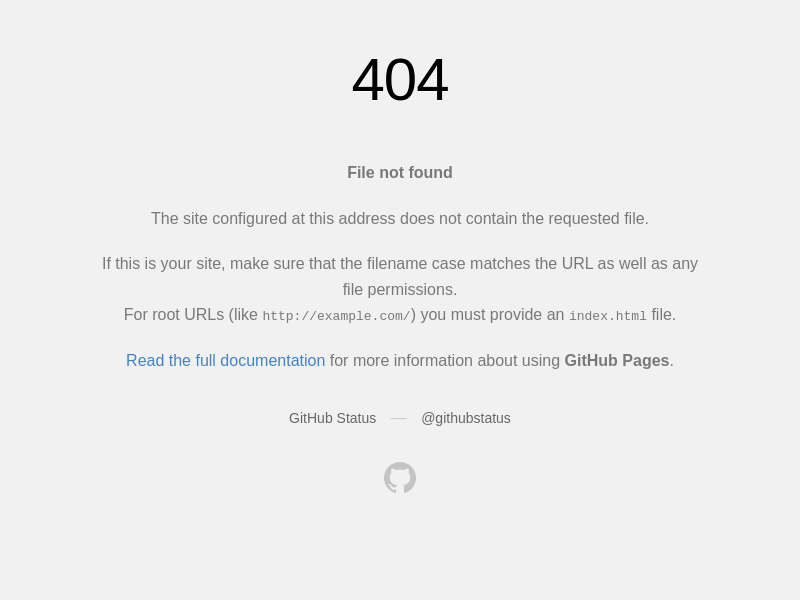 404
File not found
The site configured at this address does not contain the requested file.
If this is your site, make sure that the filename case matches the URL as well as any
file permissions.
For root URLs (like http://example.com/) you must provide an index.html file.
Read the full documentation for more information about using GitHub Pages.
GitHub Status — @githubstatus